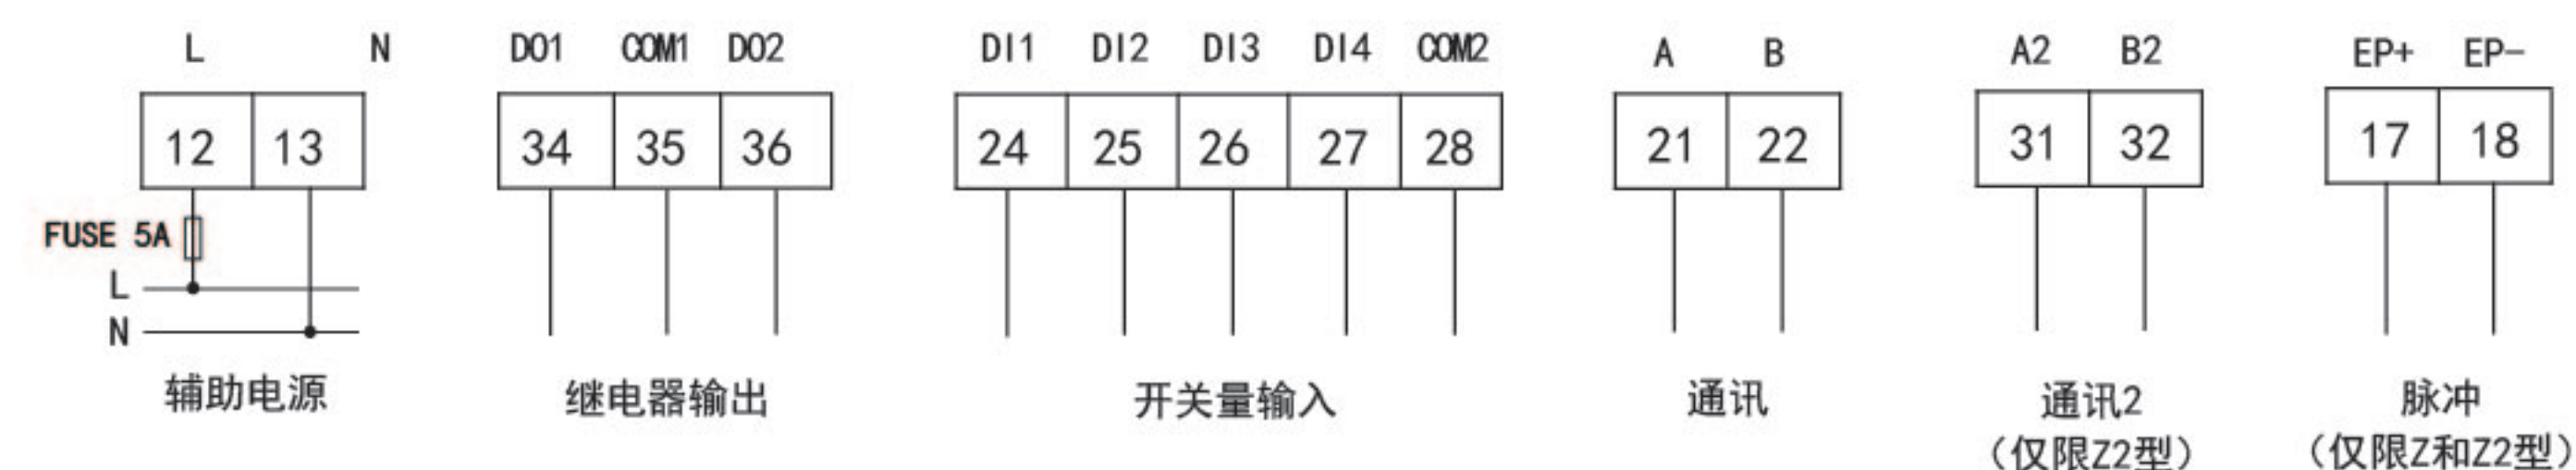 L N DO1 COM1 DO2 DI1 DI2 DI3 DI4 COM2 A B A2 B2 EP+ EP-
12 13 34 35 36 24 25 26 27 28 21 22 31 32 17 18
FUSE 5A
L
N
辅助电源 继电器输出 开关量输入 通讯 通讯2 脉冲
(仅限Z2型) (仅限Z和Z2型)